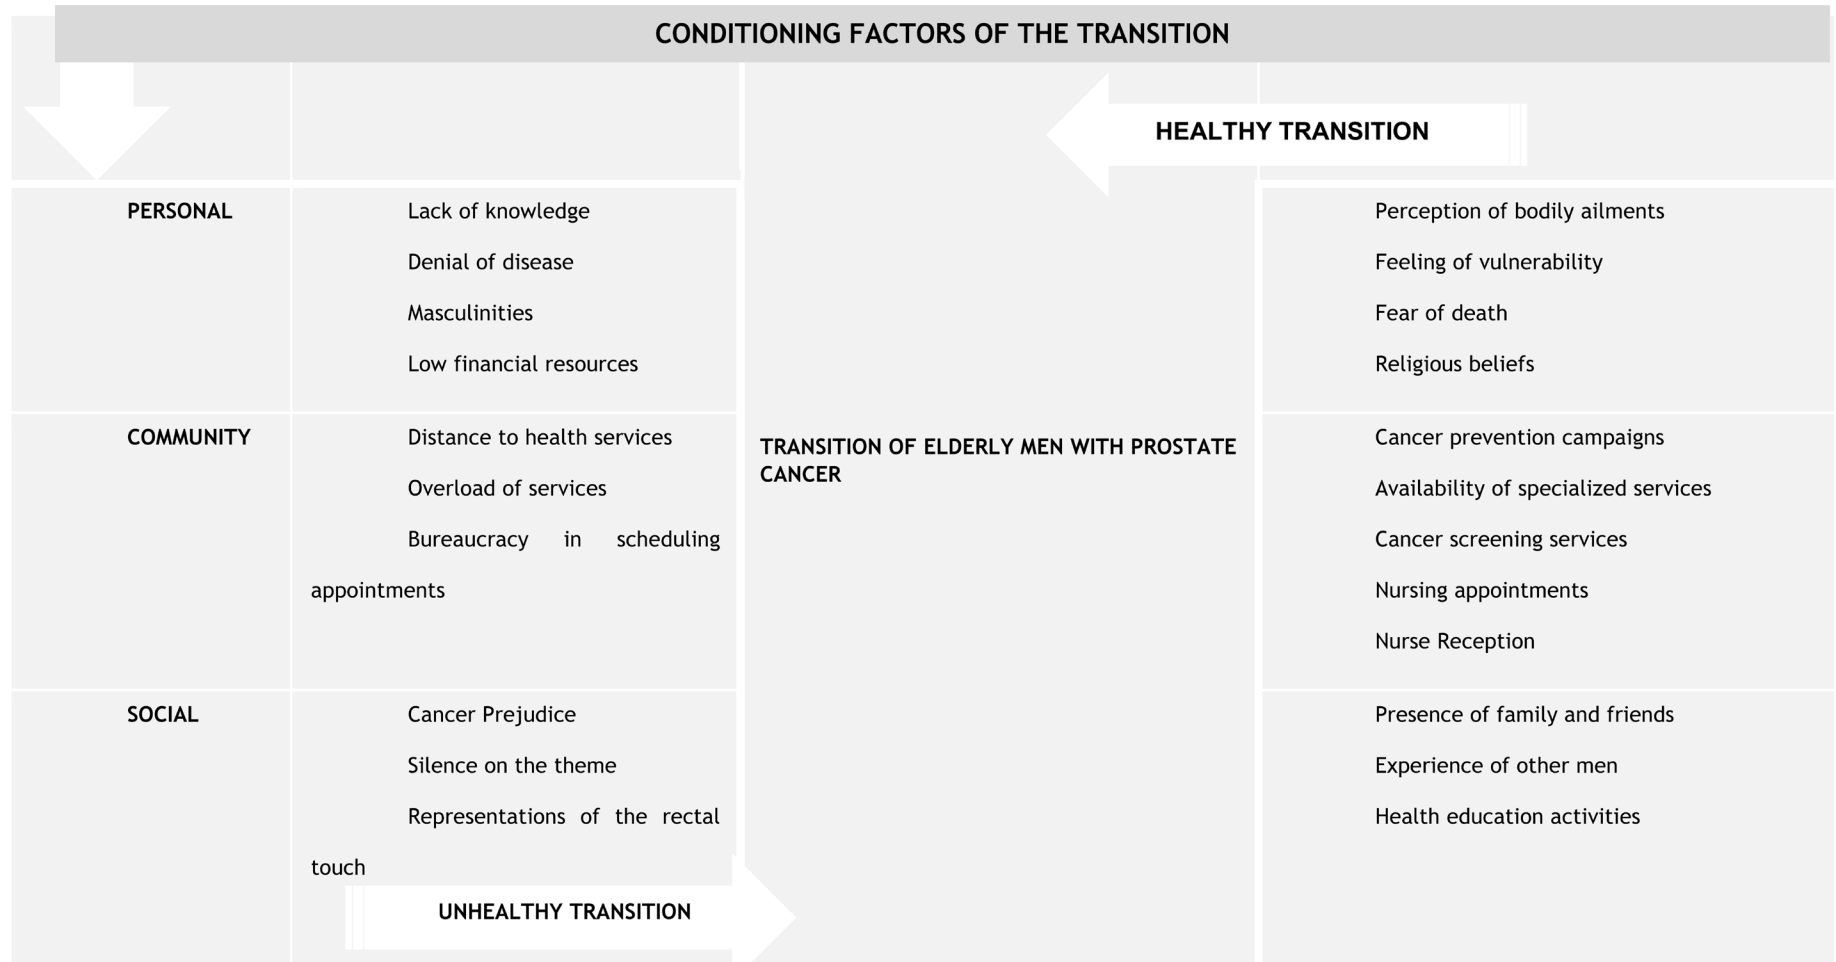 CONDITIONING FACTORS OF THE TRANSITION
HEALTHY TRANSITION
PERSONAL
Lack of knowledge
Denial of disease
Masculinities
Low financial resources
Perception of bodily ailments
Feeling of vulnerability
Fear of death
Religious beliefs
COMMUNITY
Distance to health services
Overload of services
Bureaucracy in scheduling
appointments
TRANSITION OF ELDERLY MEN WITH PROSTATE
CANCER
Cancer prevention campaigns
Availability of specialized services
Cancer screening services
Nursing appointments
Nurse Reception
SOCIAL
Cancer Prejudice
Silence on the theme
Representations of the rectal
touch
Presence of family and friends
Experience of other men
Health education activities
UNHEALTHY TRANSITION